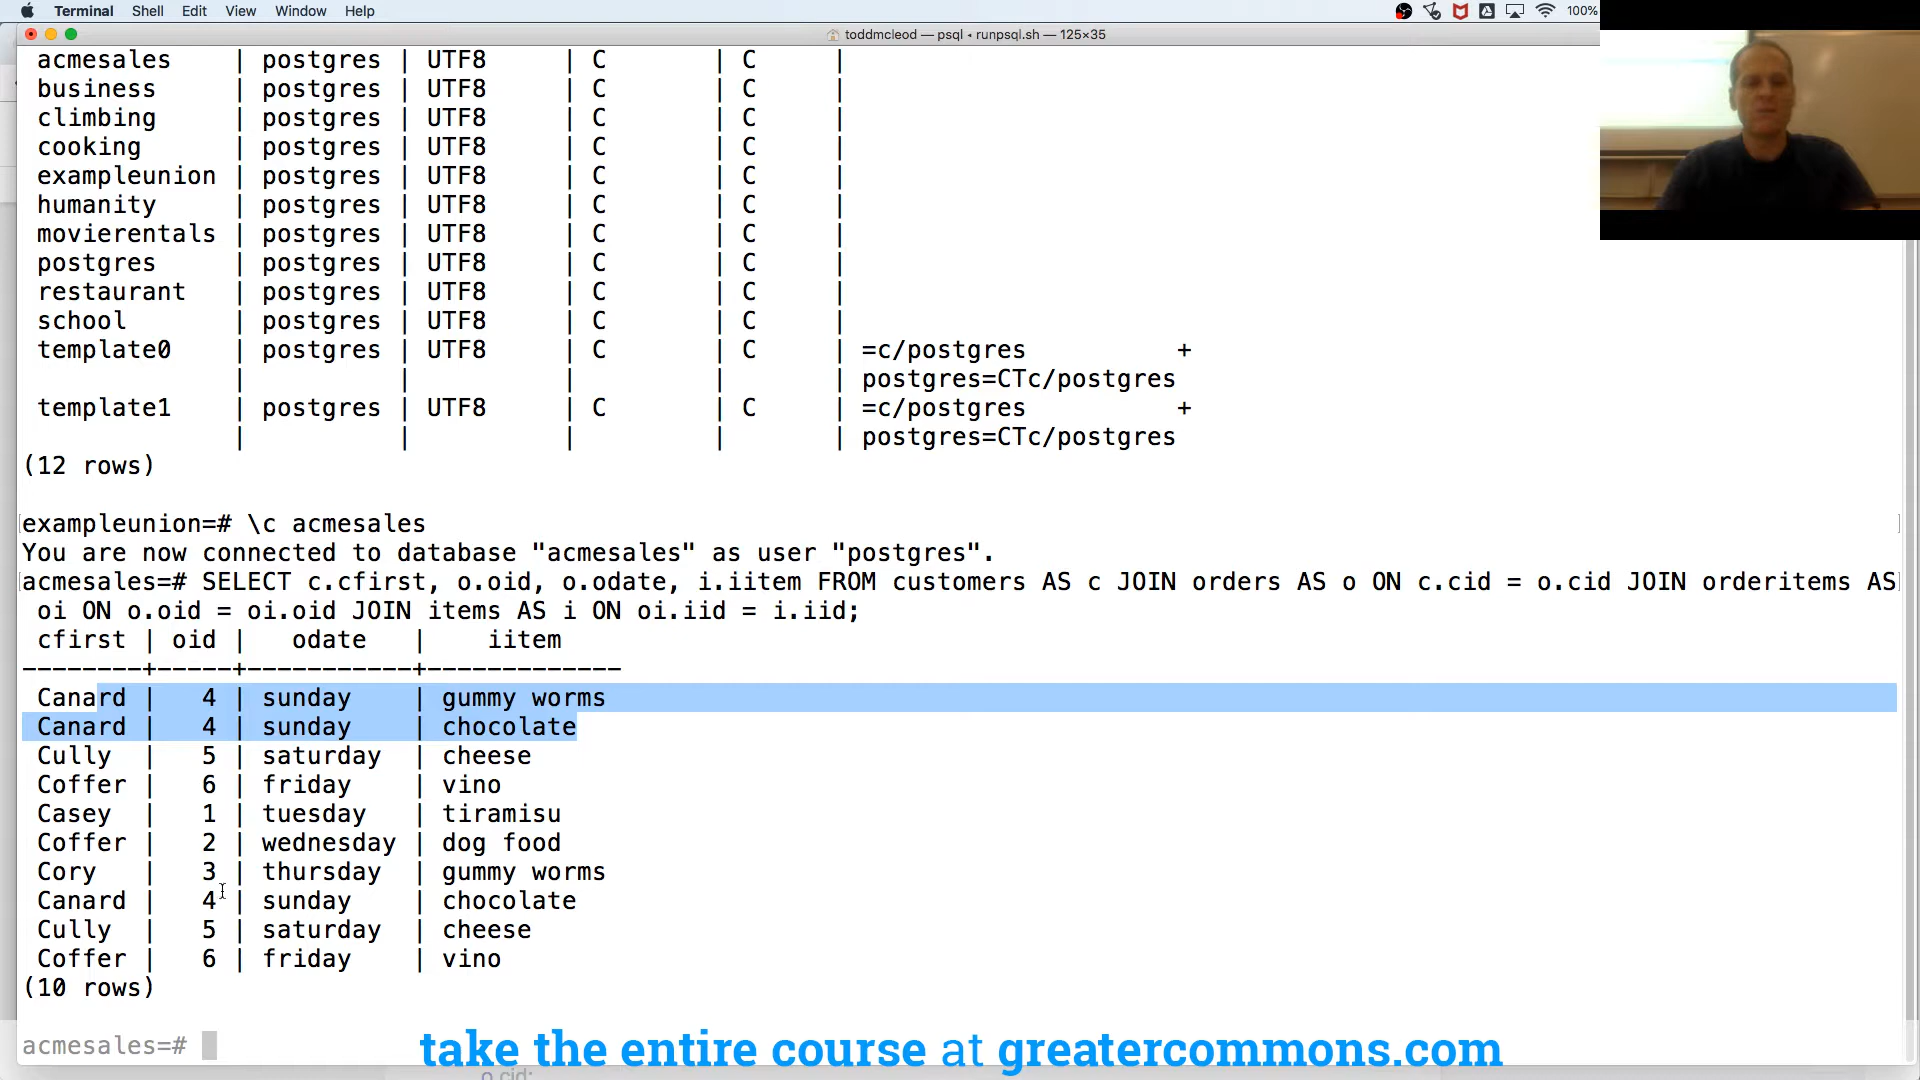 Terminal Shell Edit View Window Help 100%
toddmcleod — psql • runpsql.sh — 125×35
acmesales | postgres | UTF8 | C | C |
business | postgres | UTF8 | C | C |
climbing | postgres | UTF8 | C | C |
cooking | postgres | UTF8 | C | C |
exampleunion | postgres | UTF8 | C | C |
humanity | postgres | UTF8 | C | C |
movierentals | postgres | UTF8 | C | C |
postgres | postgres | UTF8 | C | C |
restaurant | postgres | UTF8 | C | C |
school | postgres | UTF8 | C | C |
template0 | postgres | UTF8 | C | C | =c/postgres +
| | | | | postgres=CTc/postgres
template1 | postgres | UTF8 | C | C | =c/postgres +
| | | | | postgres=CTc/postgres
(12 rows)
exampleunion=# \c acmesales
You are now connected to database "acmesales" as user "postgres".
acmesales=# SELECT c.cfirst, o.oid, o.odate, i.iitem FROM customers AS c JOIN orders AS o ON c.cid = o.cid JOIN orderitems AS
oi ON o.oid = oi.oid JOIN items AS i ON oi.iid = i.iid;
cfirst | oid | odate | iitem
--------+-----+-----------+-------------
Canard | 4 | sunday | gummy worms
Canard | 4 | sunday | chocolate
Cully | 5 | saturday | cheese
Coffer | 6 | friday | vino
Casey | 1 | tuesday | tiramisu
Coffer | 2 | wednesday | dog food
Cory | 3 | thursday | gummy worms
Canard | 4 | sunday | chocolate
Cully | 5 | saturday | cheese
Coffer | 6 | friday | vino
(10 rows)
acmesales=#
take the entire course at greatercommons.com
o.cid;